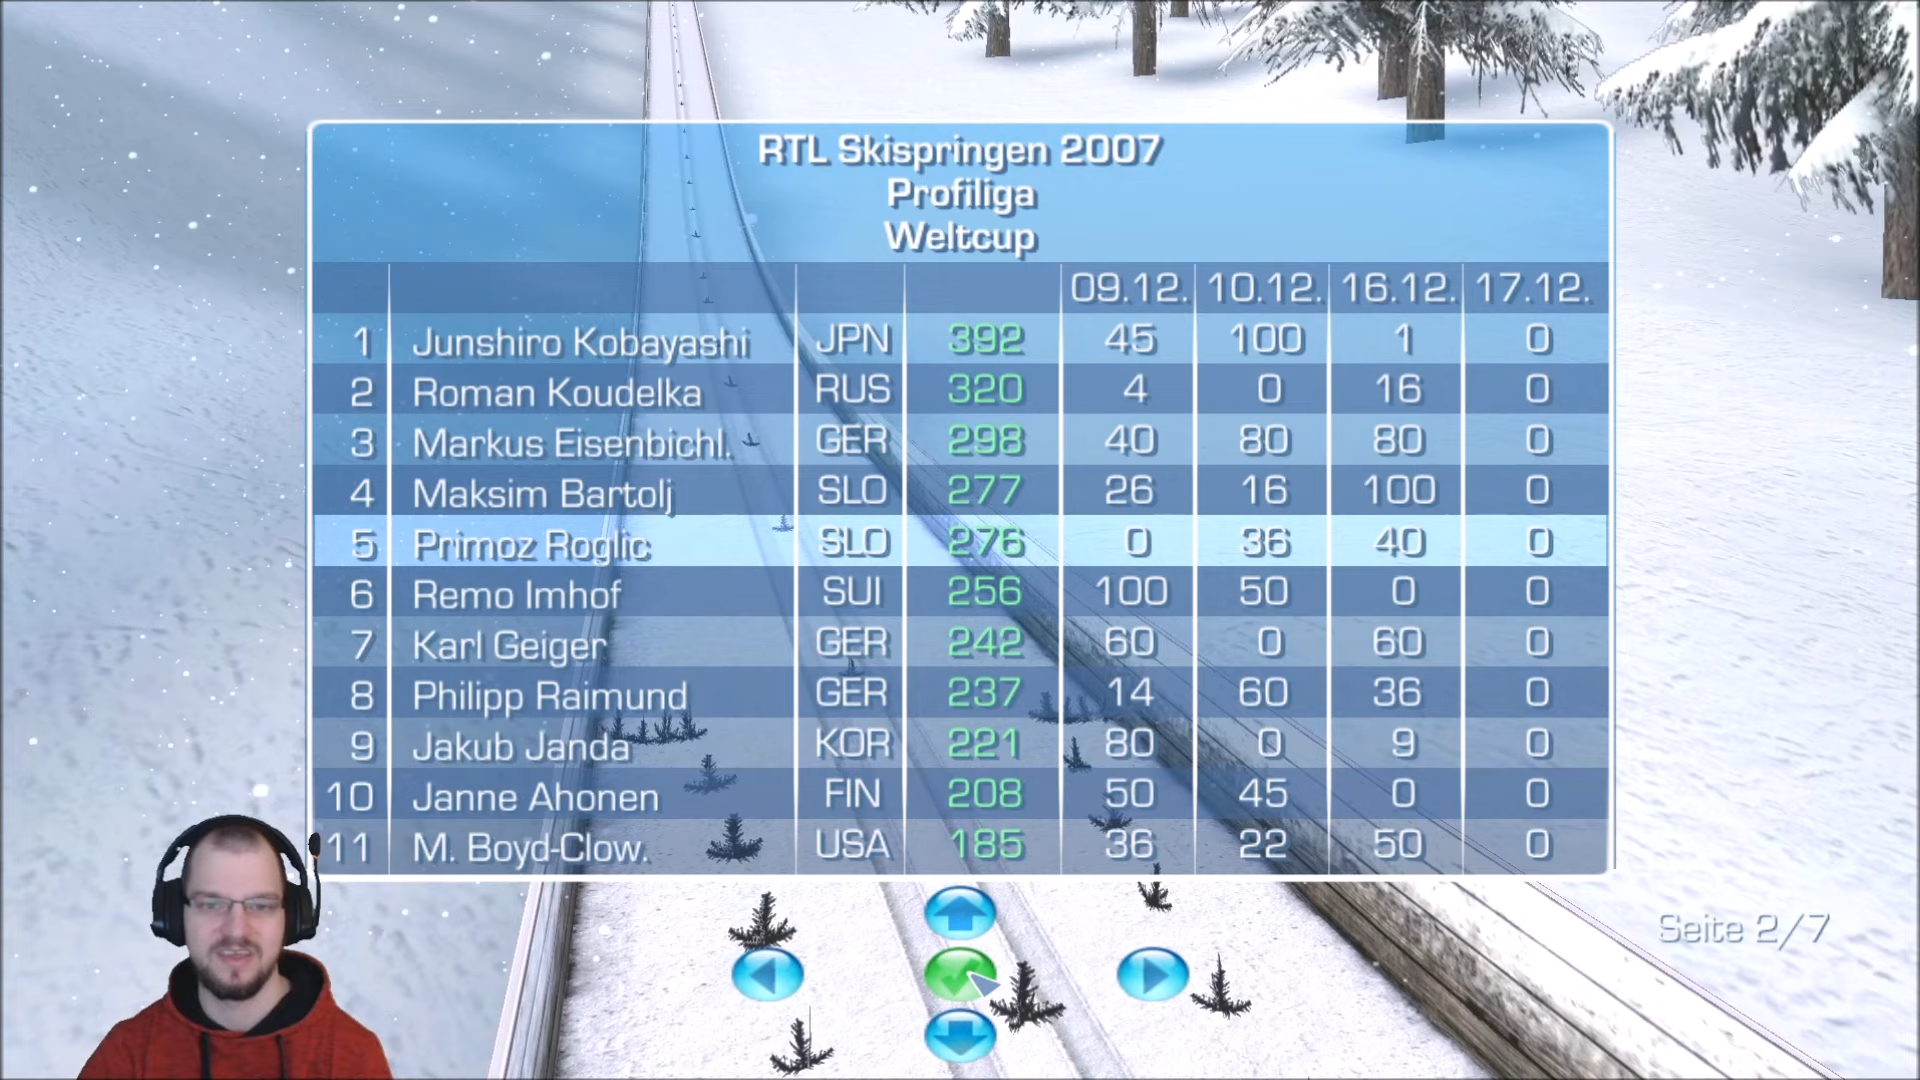 RTL Skispringen 2007
Profiliga
Weltcup
09.12. 10.12. 16.12. 17.12.
1 Junshiro Kobayashi JPN 392 45 100 1 0
2 Roman Koudelka RUS 320 4 0 16 0
3 Markus Eisenbichl. GER 298 40 80 80 0
4 Maksim Bartolj SLO 277 26 16 100 0
5 Primoz Roglic SLO 276 0 36 40 0
6 Remo Imhof SUI 256 100 50 0 0
7 Karl Geiger GER 242 60 0 60 0
8 Philipp Raimund GER 237 14 60 36 0
9 Jakub Janda KOR 221 80 0 9 0
10 Janne Ahonen FIN 208 50 45 0 0
11 M. Boyd-Clow. USA 185 36 22 50 0
Seite 2/7